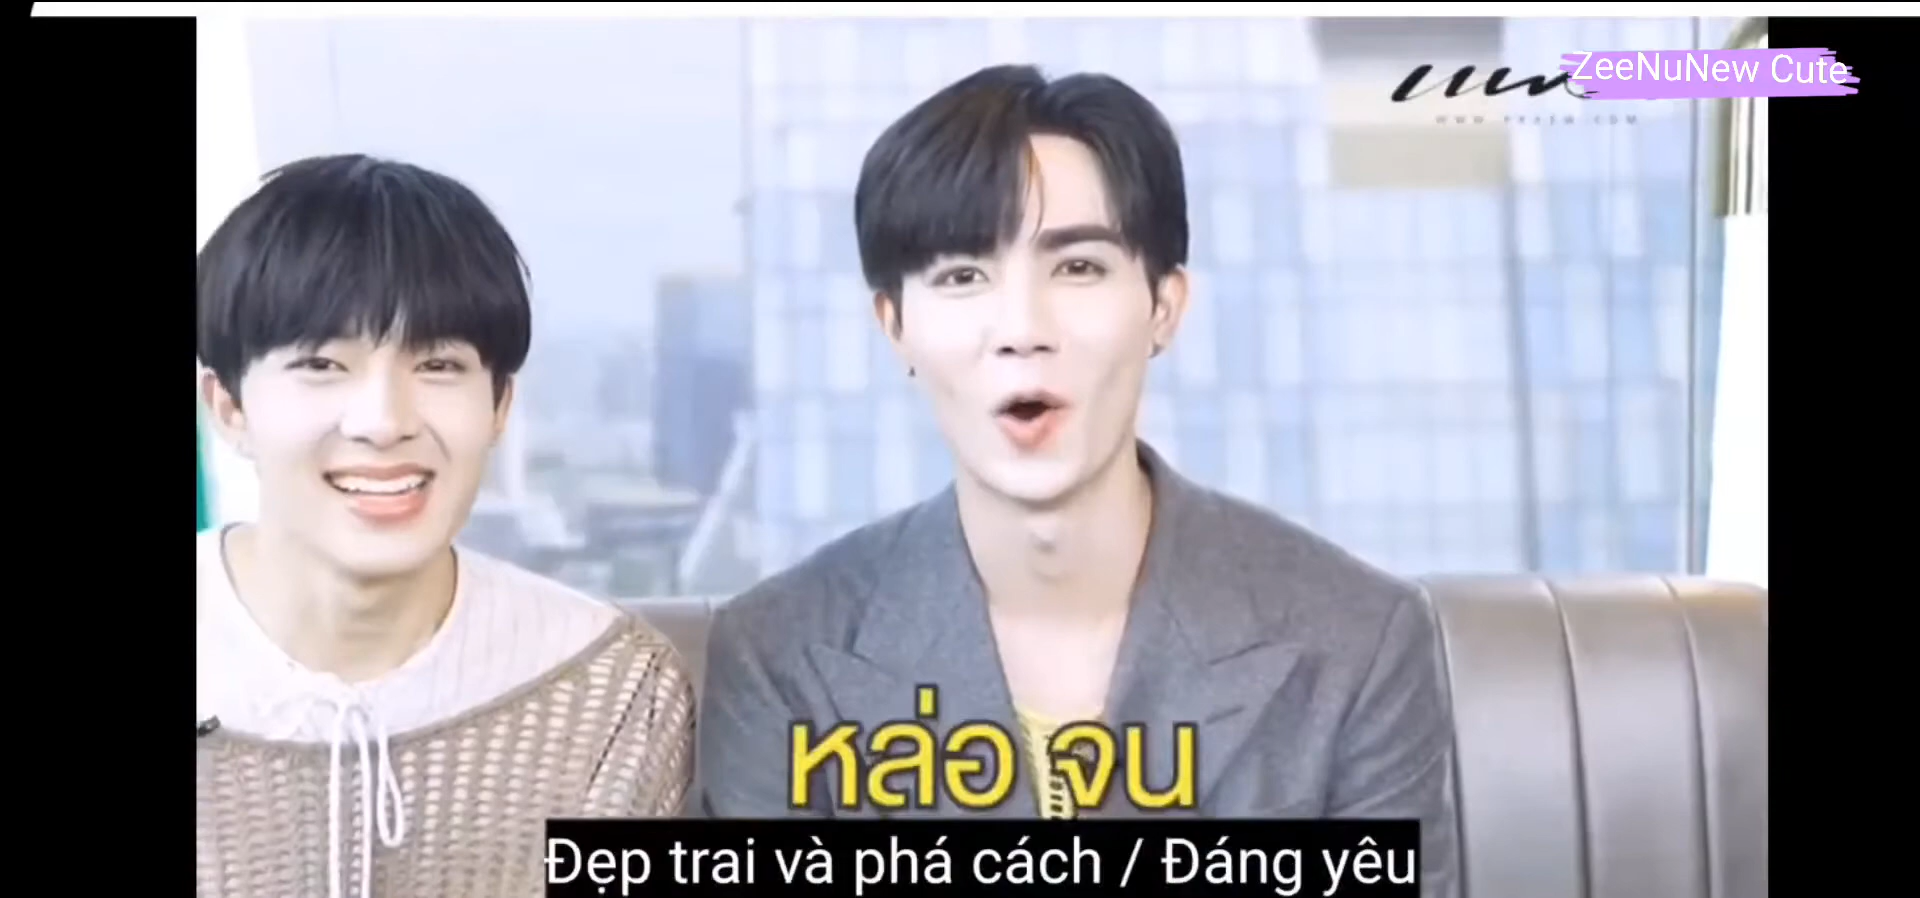 ZeeNuNew Cute
หล่อ จน
Đẹp trai và phá cách / Đáng yêu